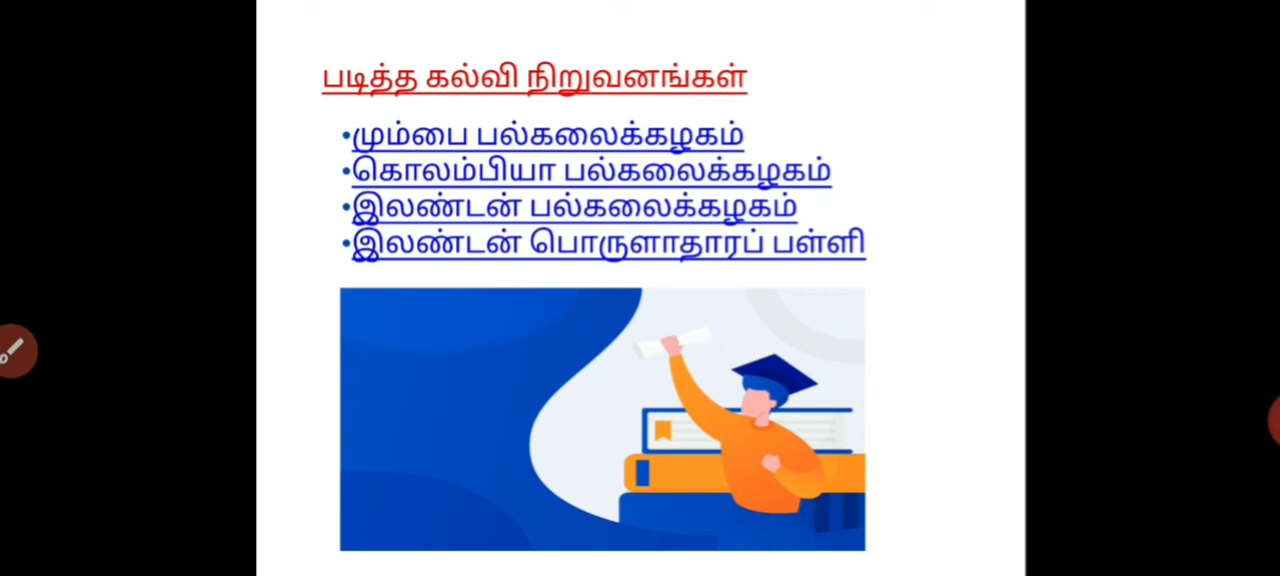 படித்த கல்வி நிறுவனங்கள்
•மும்பை பல்கலைக்கழகம்
•கொலம்பியா பல்கலைக்கழகம்
•இலண்டன் பல்கலைக்கழகம்
•இலண்டன் பொருளாதாரப் பள்ளி